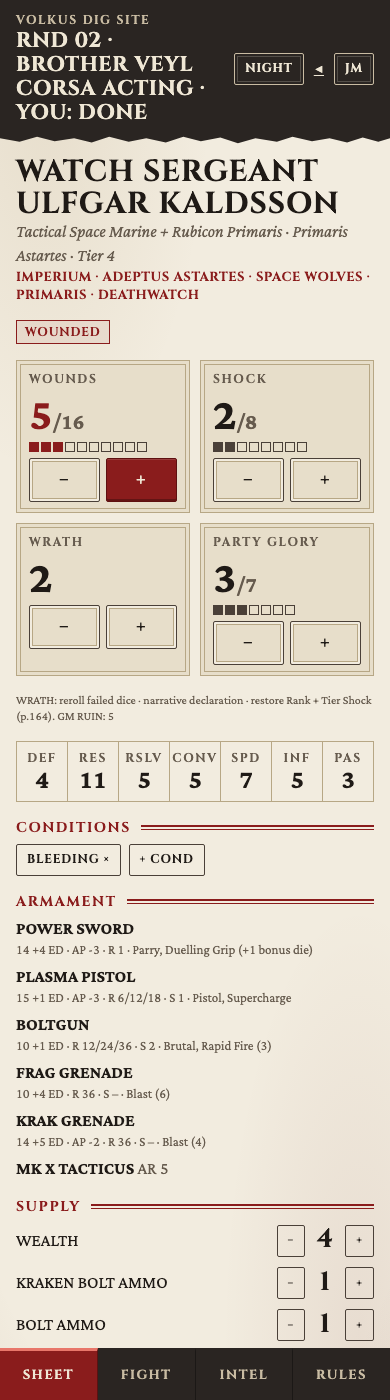 VOLKUS DIG SITE
RND 02 ·
BROTHER VEYL
CORSA ACTING ·
YOU: DONE
NIGHT
◄
JM
WATCH SERGEANT
ULFGAR KALDSSON
Tactical Space Marine + Rubicon Primaris · Primaris
Astartes · Tier 4
IMPERIUM · ADEPTUS ASTARTES · SPACE WOLVES ·
PRIMARIS · DEATHWATCH
WOUNDED
WOUNDS
5/16
− +
SHOCK
2/8
− +
WRATH
2
− +
PARTY GLORY
3/7
− +
WRATH: reroll failed dice · narrative declaration · restore Rank + Tier Shock
(p.164). GM RUIN: 5
DEF RES RSLV CONV SPD INF PAS
4 11 5 5 7 5 3
CONDITIONS
BLEEDING × + COND
ARMAMENT
POWER SWORD
14 +4 ED · AP -3 · R 1 · Parry, Duelling Grip (+1 bonus die)
PLASMA PISTOL
15 +1 ED · AP -3 · R 6/12/18 · S 1 · Pistol, Supercharge
BOLTGUN
10 +1 ED · R 12/24/36 · S 2 · Brutal, Rapid Fire (3)
FRAG GRENADE
10 +4 ED · R 36 · S – · Blast (6)
KRAK GRENADE
14 +5 ED · AP -2 · R 36 · S – · Blast (4)
MK X TACTICUS AR 5
SUPPLY
WEALTH − 4 +
KRAKEN BOLT AMMO − 1 +
BOLT AMMO − 1 +
SHEET FIGHT INTEL RULES